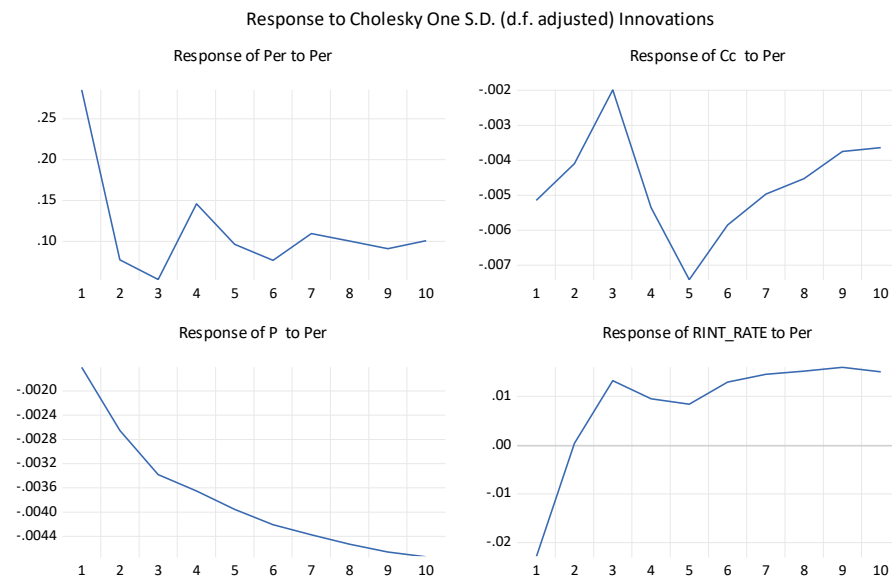 Response to Cholesky One S.D. (d.f. adjusted) Innovations
Response of Per to Per
.25
.20
.15
.10
1 2 3 4 5 6 7 8 9 10
Response of Cc to Per
-.002
-.003
-.004
-.005
-.006
-.007
1 2 3 4 5 6 7 8 9 10
Response of P to Per
-.0020
-.0024
-.0028
-.0032
-.0036
-.0040
-.0044
1 2 3 4 5 6 7 8 9 10
Response of RINT_RATE to Per
.01
.00
-.01
-.02
1 2 3 4 5 6 7 8 9 10